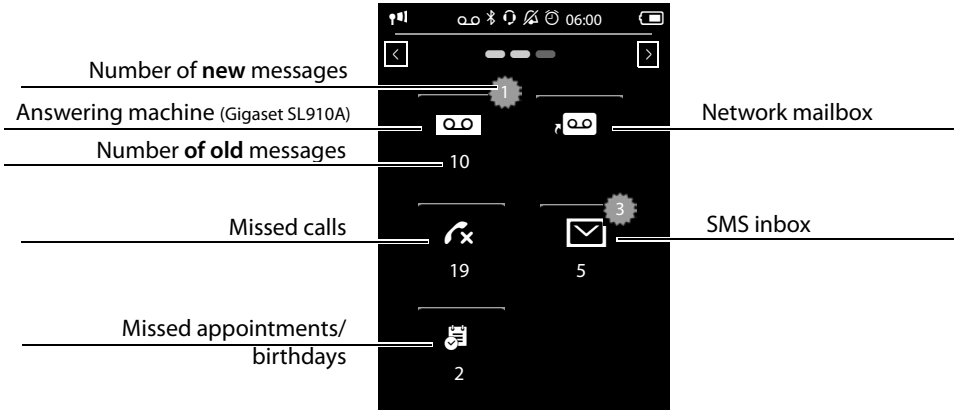 06:00
Number of new messages
1
Answering machine (Gigaset SL910A)
Network mailbox
Number of old messages
10
3
Missed calls
SMS inbox
19
5
Missed appointments/
birthdays
2